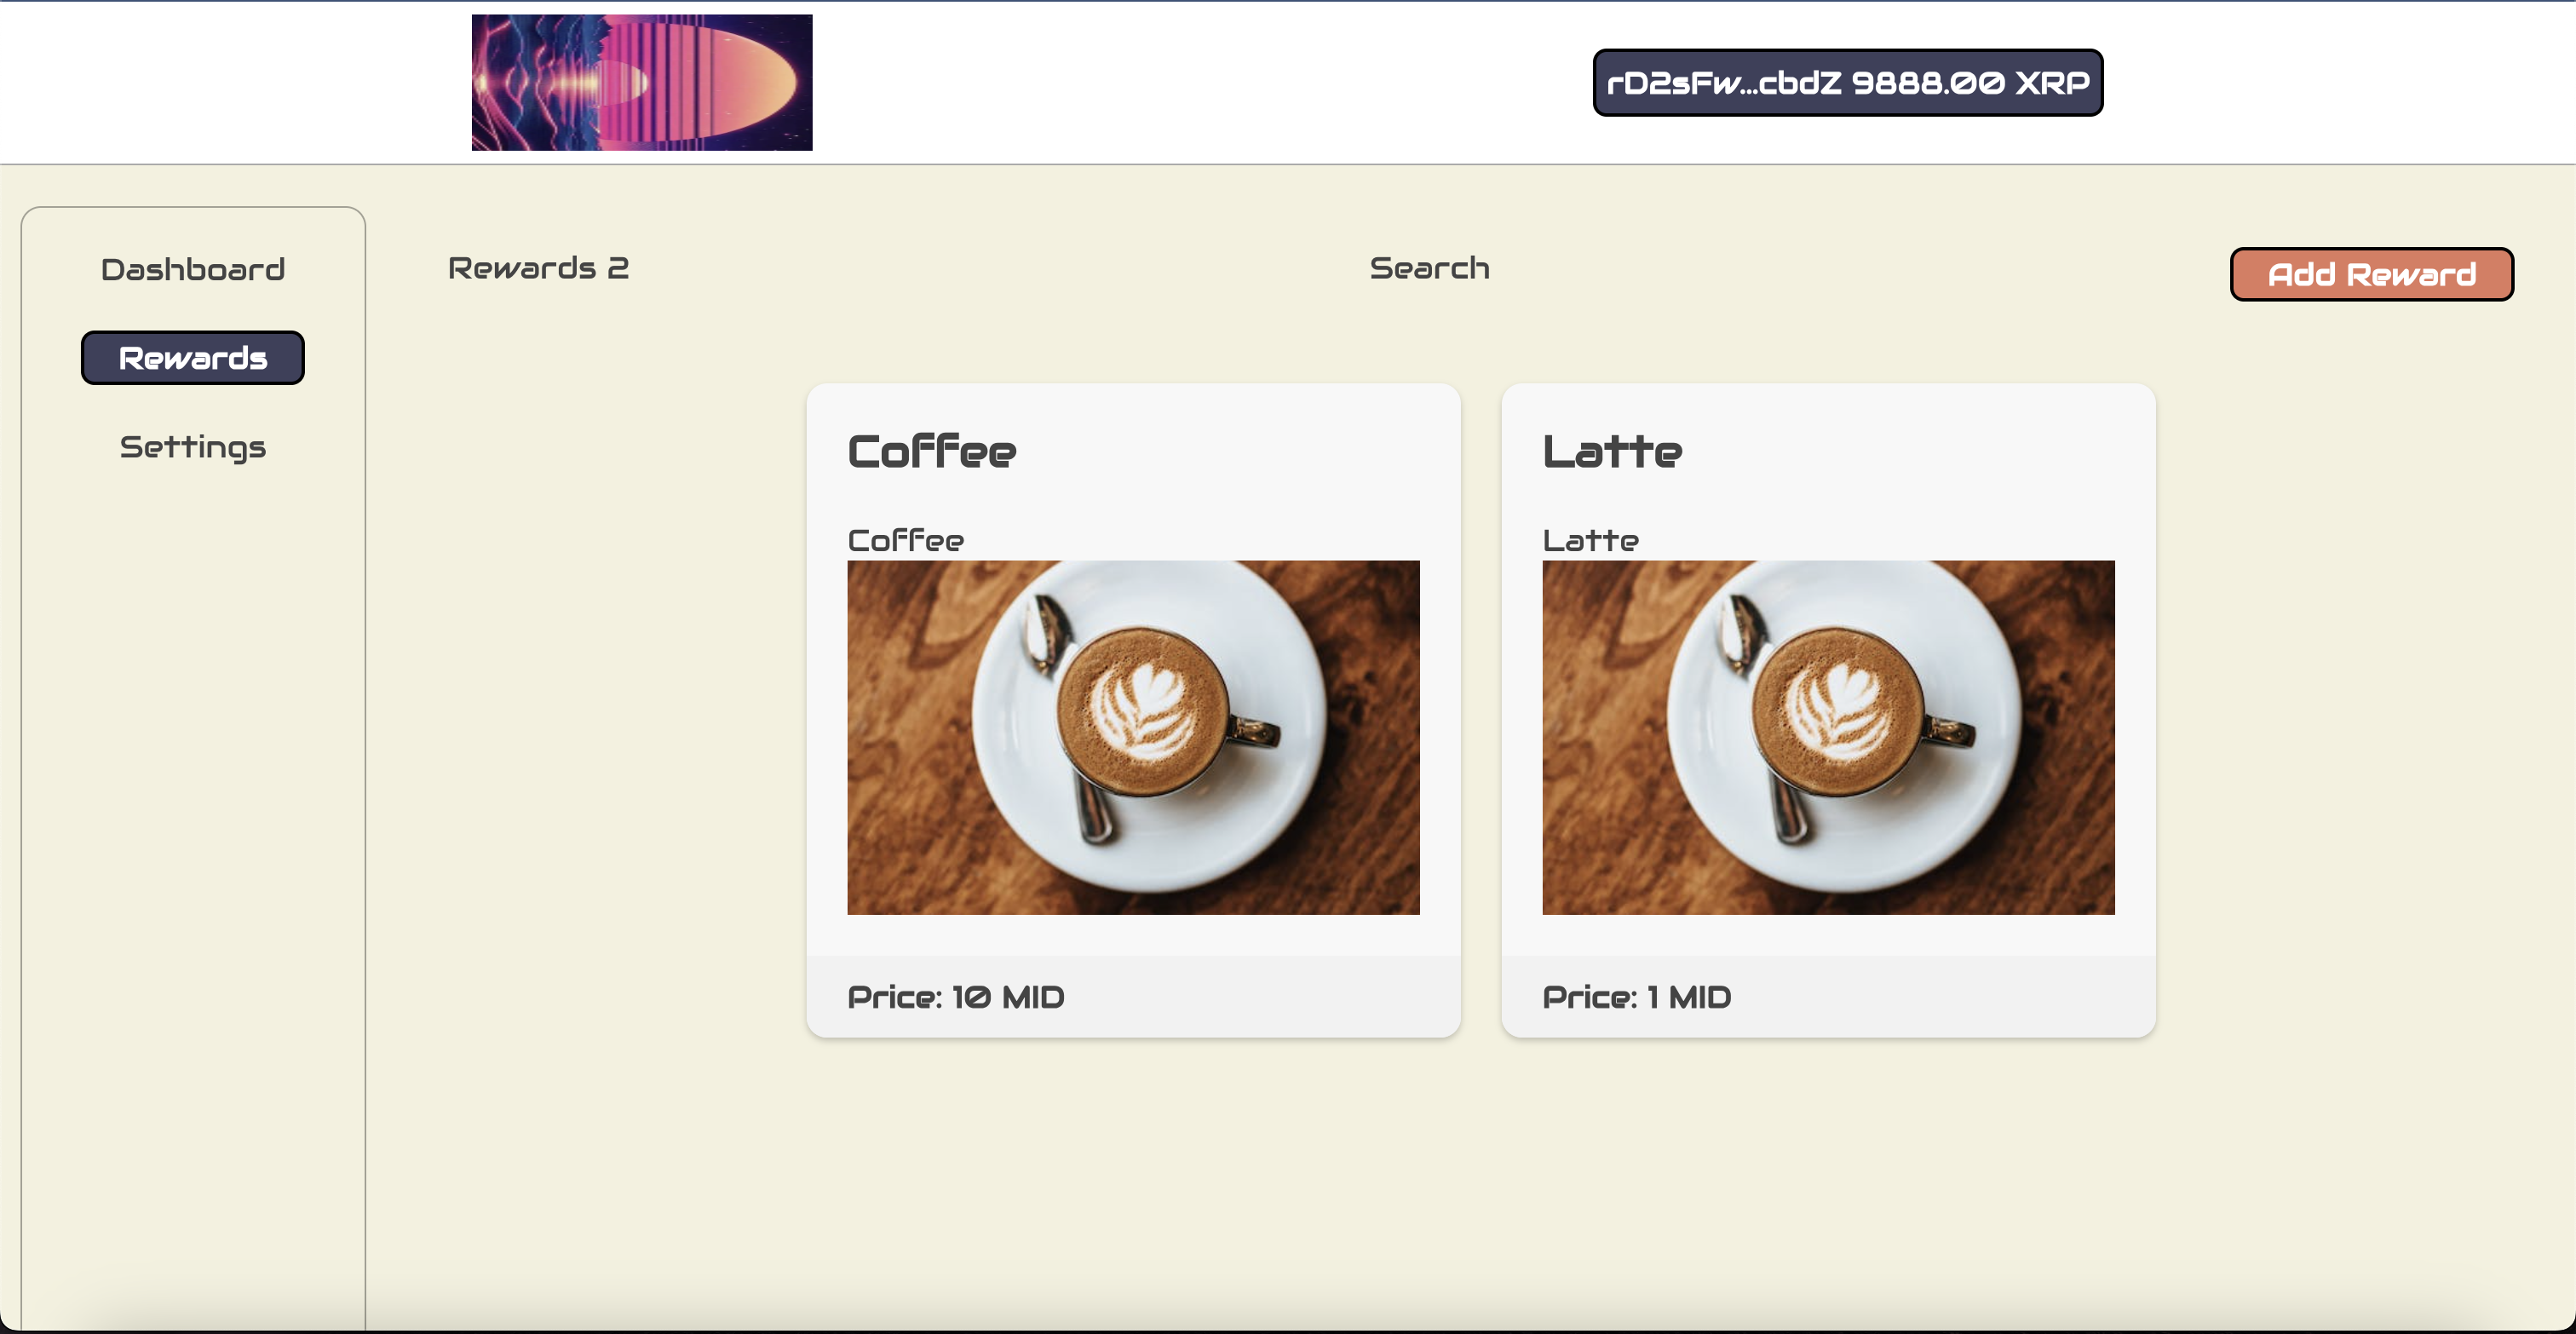 rD2sFw...cbdZ 9888.00 XRP
Dashboard
Rewards
Settings
Rewards 2
Search
Add Reward
Coffee
Coffee
Price: 10 MID
Latte
Latte
Price: 1 MID